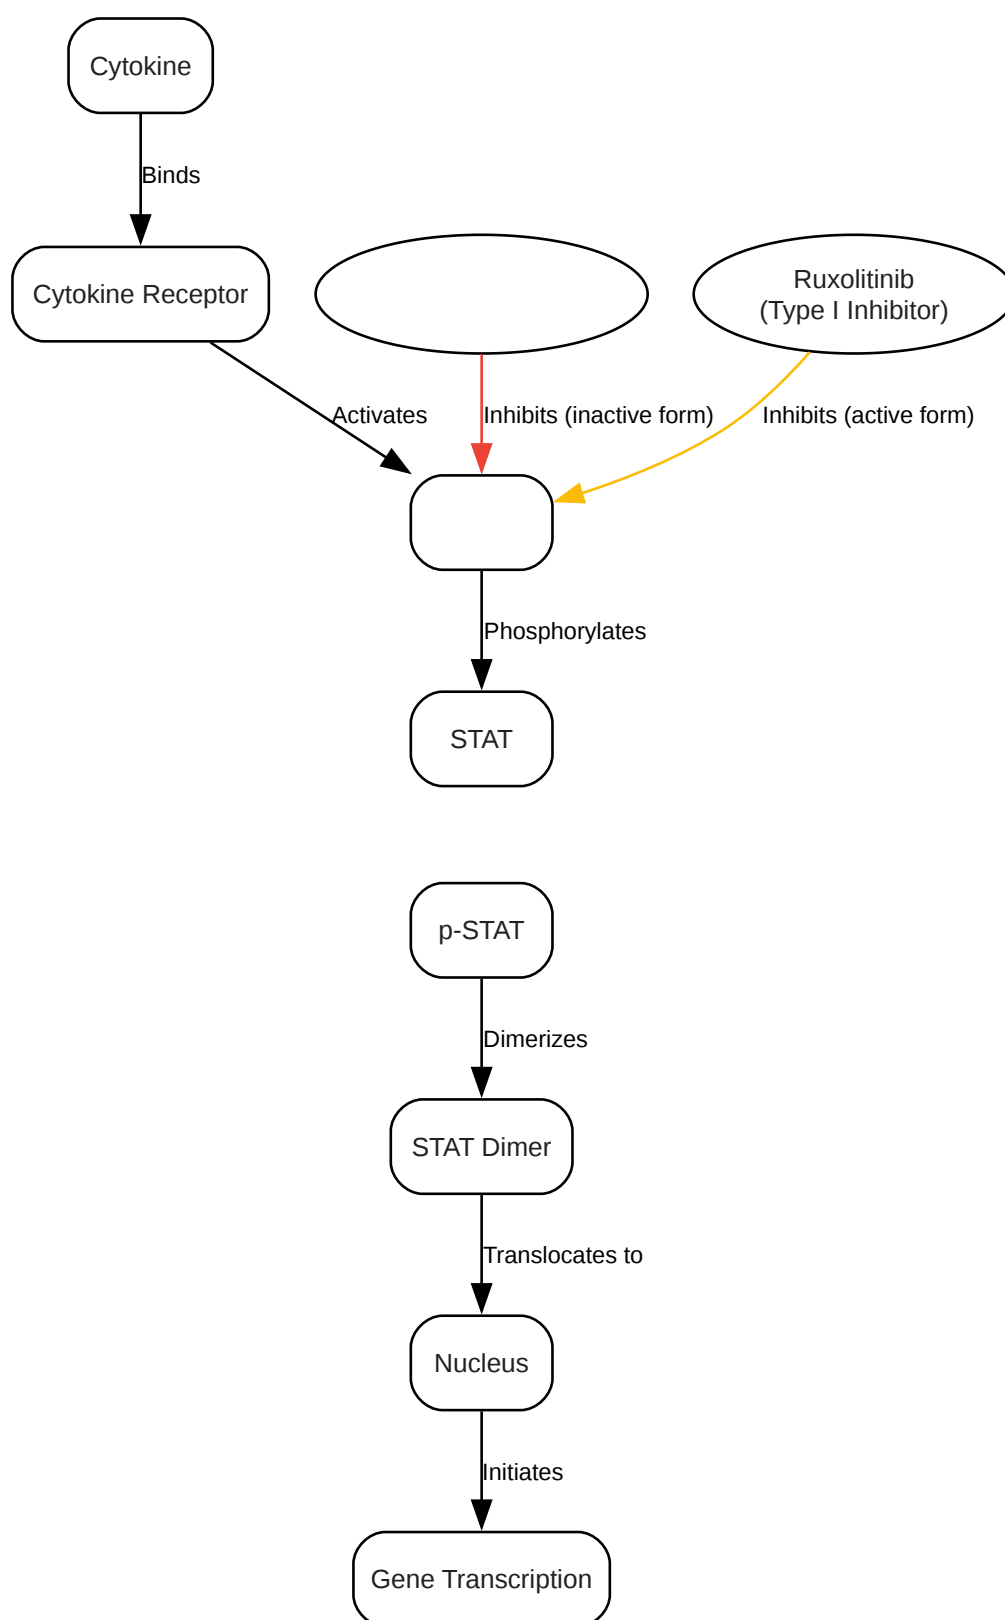 Cytokine
Binds
Cytokine Receptor
Ruxolitinib
(Type I Inhibitor)
Activates
Inhibits (inactive form)
Inhibits (active form)
Phosphorylates
STAT
p-STAT
Dimerizes
STAT Dimer
Translocates to
Nucleus
Initiates
Gene Transcription